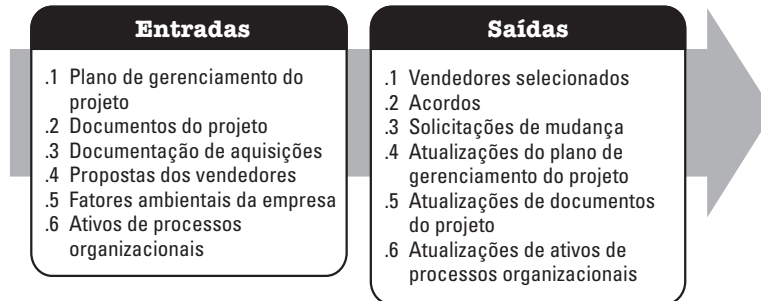 Entradas
.1 Plano de gerenciamento do
projeto
.2 Documentos do projeto
.3 Documentação de aquisições
.4 Propostas dos vendedores
.5 Fatores ambientais da empresa
.6 Ativos de processos
organizacionais
Saídas
.1 Vendedores selecionados
.2 Acordos
.3 Solicitações de mudança
.4 Atualizações do plano de
gerenciamento do projeto
.5 Atualizações de documentos
do projeto
.6 Atualizações de ativos de
processos organizacionais